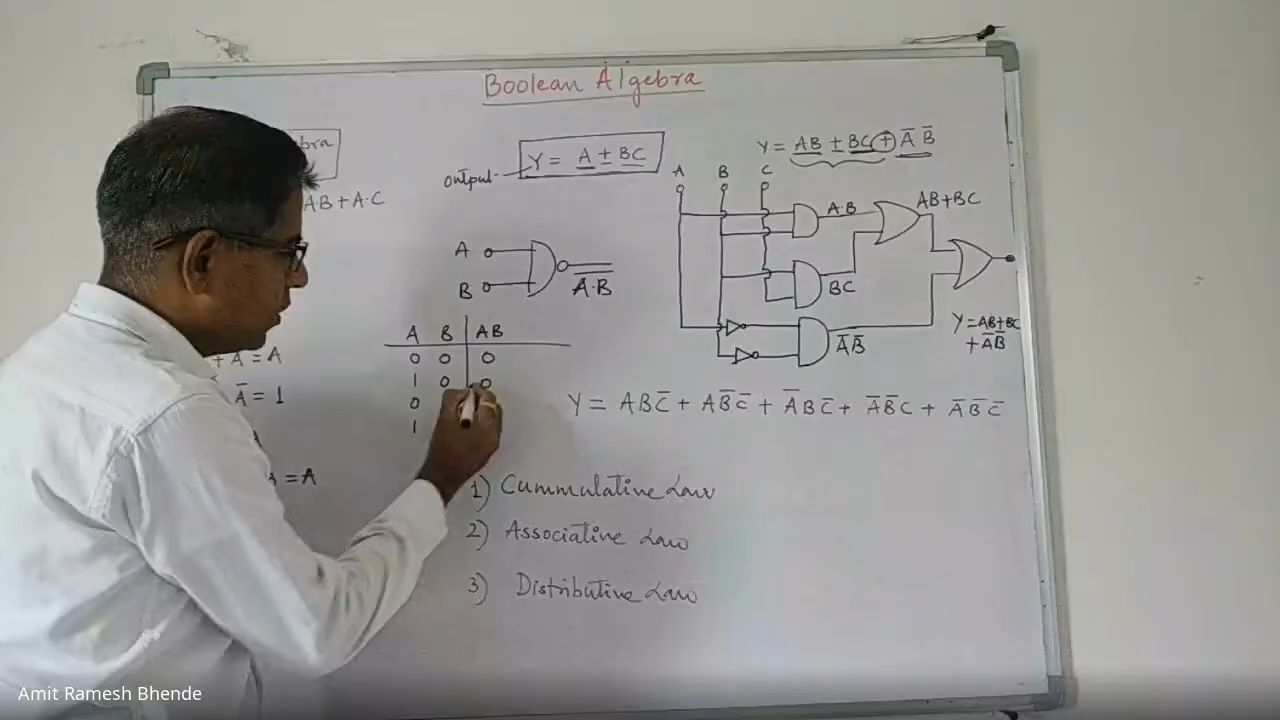 Boolean Algebra
bra
AB + A·C
+ A = A
Ā = 1
A
= A
Output
Y = A + BC
A
B
A̅·̅B̅
A B AB
0 0 0
1 0 0
0
1
Y = AB + BC + A̅ B̅
A B C
A·B
AB+BC
BC
A̅B̅
Y = AB+BC
+ A̅B̅
Y = ABC̅ + AB̅C̅ + A̅BC̅ + A̅B̅C + A̅B̅C̅
1) Cummulative Law
2) Associative Law
3) Distributive Law
Amit Ramesh Bhende